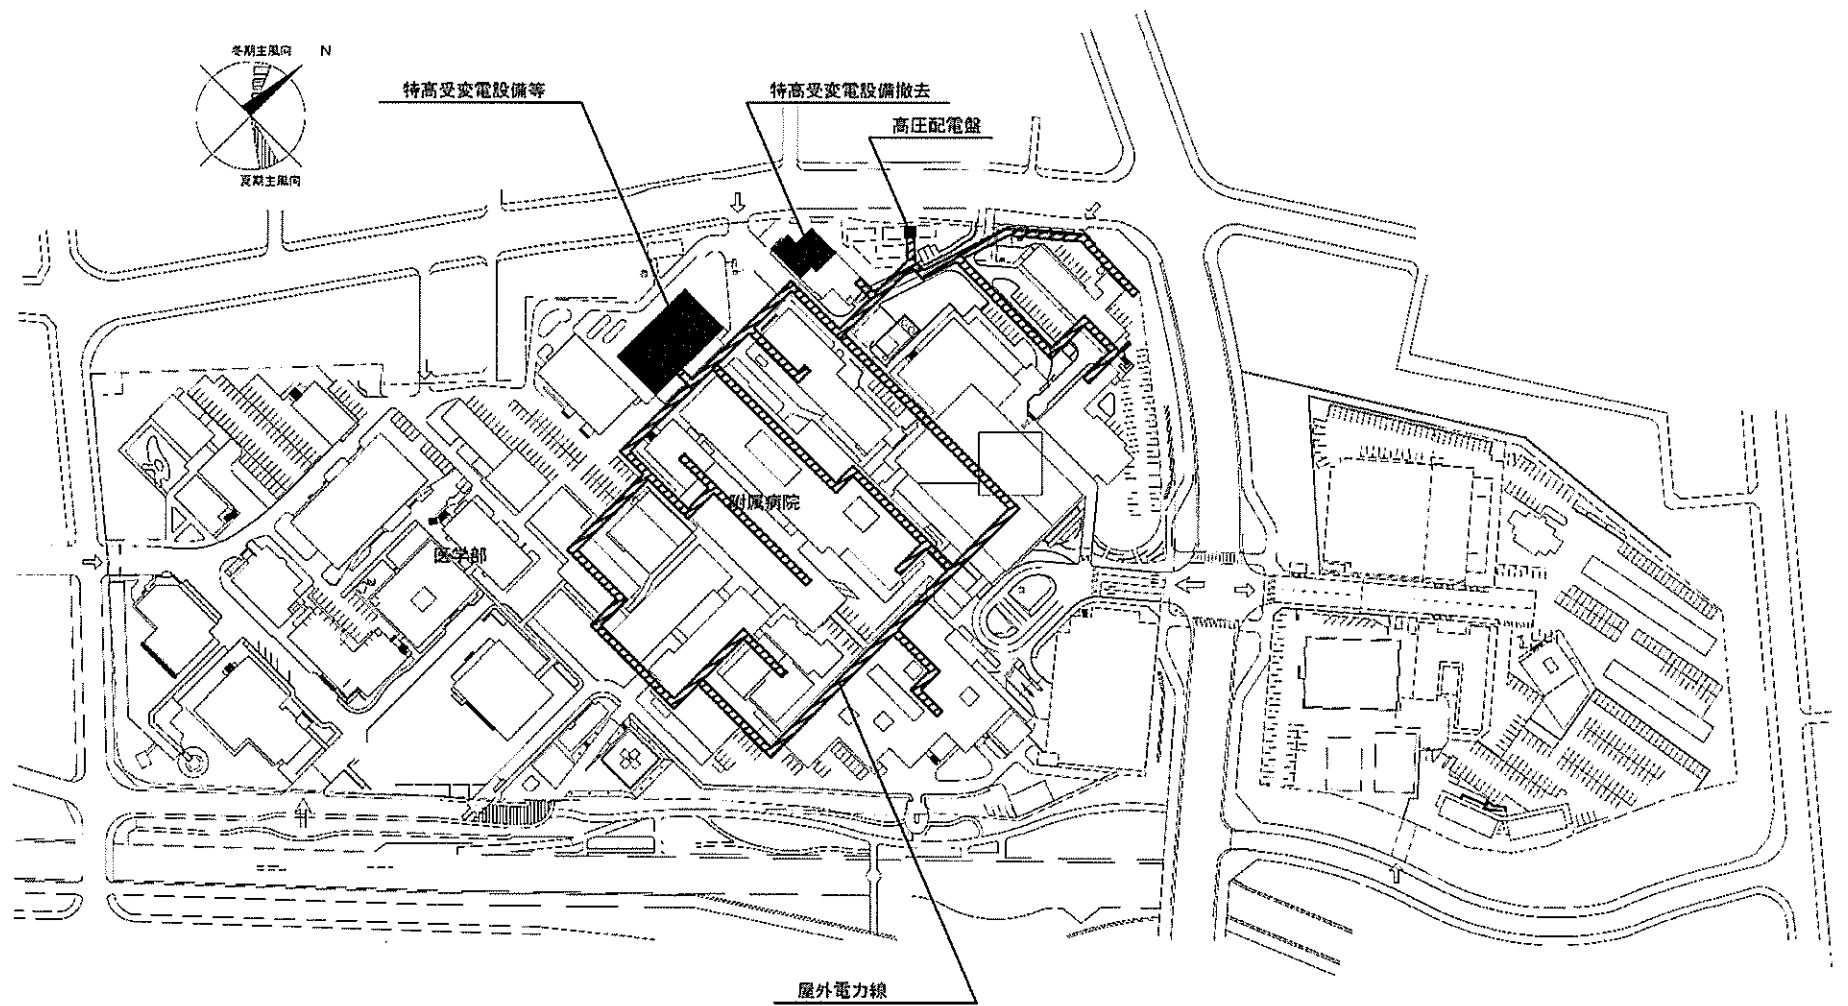 冬期主風向
N
夏期主風向
特高受変電設備等
特高受変電設備撤去
高圧配電盤
附属病院
医学部
屋外電力線